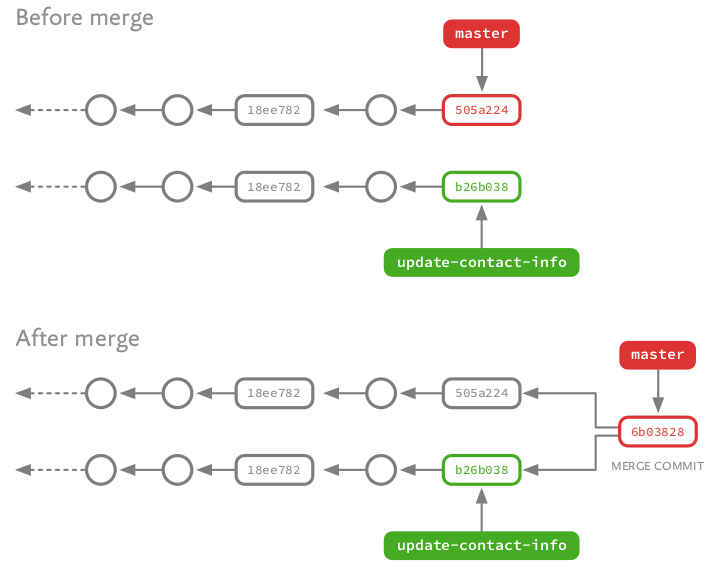 Before merge
master
18ee782
505a224
18ee782
b26b038
update-contact-info
After merge
master
18ee782
505a224
6b03828
MERGE COMMIT
18ee782
b26b038
update-contact-info